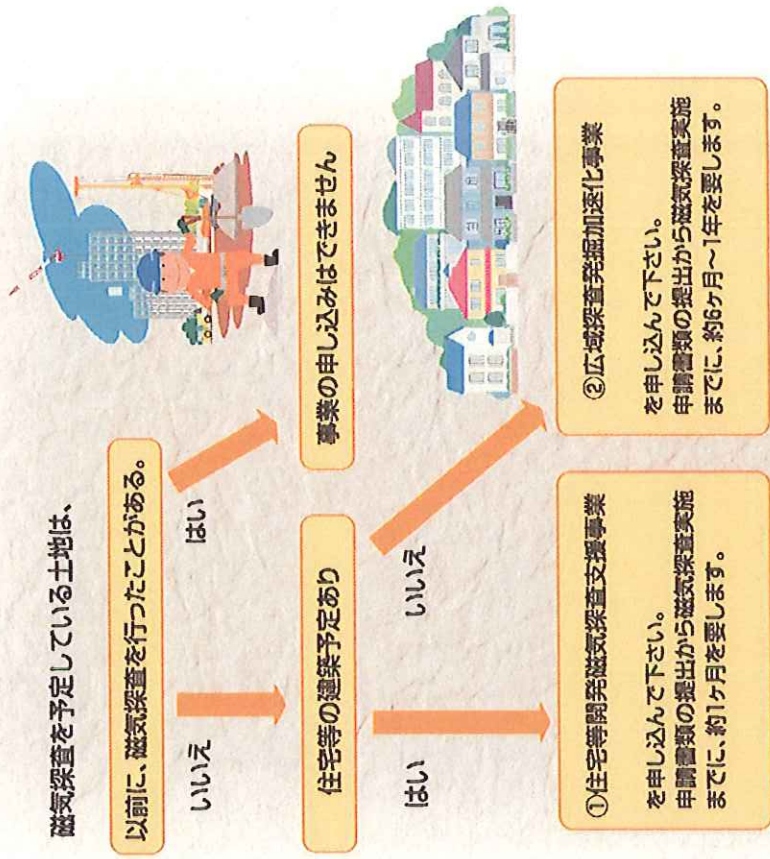 磁気探査を予定している土地は、
以前に、磁気探査を行ったことがある。
いいえ
はい
住宅等の建築予定あり
事業の申し込みはできません
はい
いいえ
①住宅等開発磁気探査支援事業
を申し込んで下さい。
申請書類の提出から磁気探査実施
までに、約1ヶ月を要します。
②広域探査発掘加速化事業
を申し込んで下さい。
申請書類の提出から磁気探査実施
までに、約6ヶ月～1年を要します。